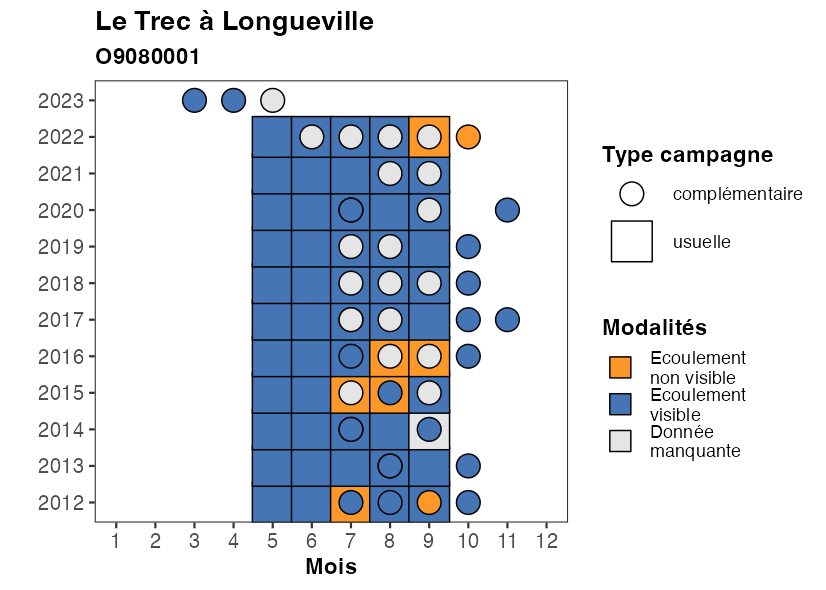 Le Trec à Longueville
O9080001
2023
2022
2021
2020
2019
2018
2017
2016
2015
2014
2013
2012
1 2 3 4 5 6 7 8 9 10 11 12
Mois
Type campagne
complémentaire
usuelle
Modalités
Ecoulement
non visible
Ecoulement
visible
Donnée
manquante